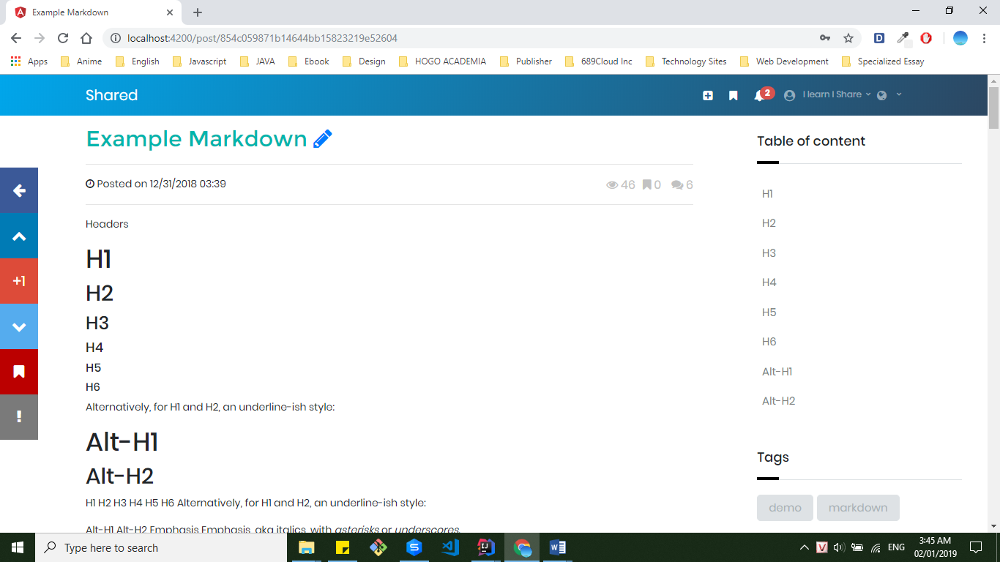 Example Markdown
localhost:4200/post/854c059871b14644bb15823219e52604
Apps Anime English Javascript JAVA Ebook Design HOGO ACADEMIA Publisher 689Cloud Inc Technology Sites Web Development Specialized Essay
Shared
2
I learn I Share
Example Markdown
Posted on 12/31/2018 03:39
46 0 6
+1
Headers
H1
H2
H3
H4
H5
H6
Alternatively, for H1 and H2, an underline-ish style:
Alt-H1
Alt-H2
H1 H2 H3 H4 H5 H6 Alternatively, for H1 and H2, an underline-ish style:
Alt-H1 Alt-H2 Emphasis Emphasis, aka italics, with asterisks or underscores.
Table of content
H1
H2
H3
H4
H5
H6
Alt-H1
Alt-H2
Tags
demo markdown
Type here to search
ENG
3:45 AM
02/01/2019